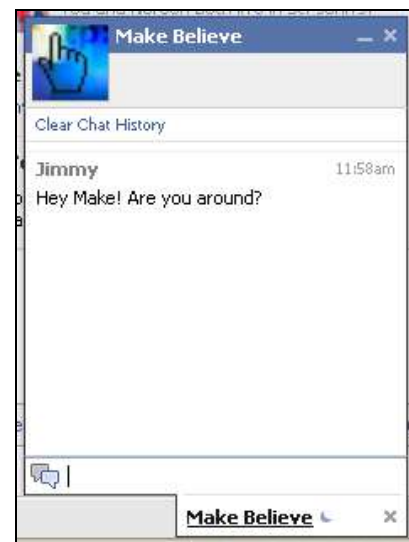 Make Believe
Clear Chat History
Jimmy 11:58am
Hey Make! Are you around?
Make Believe